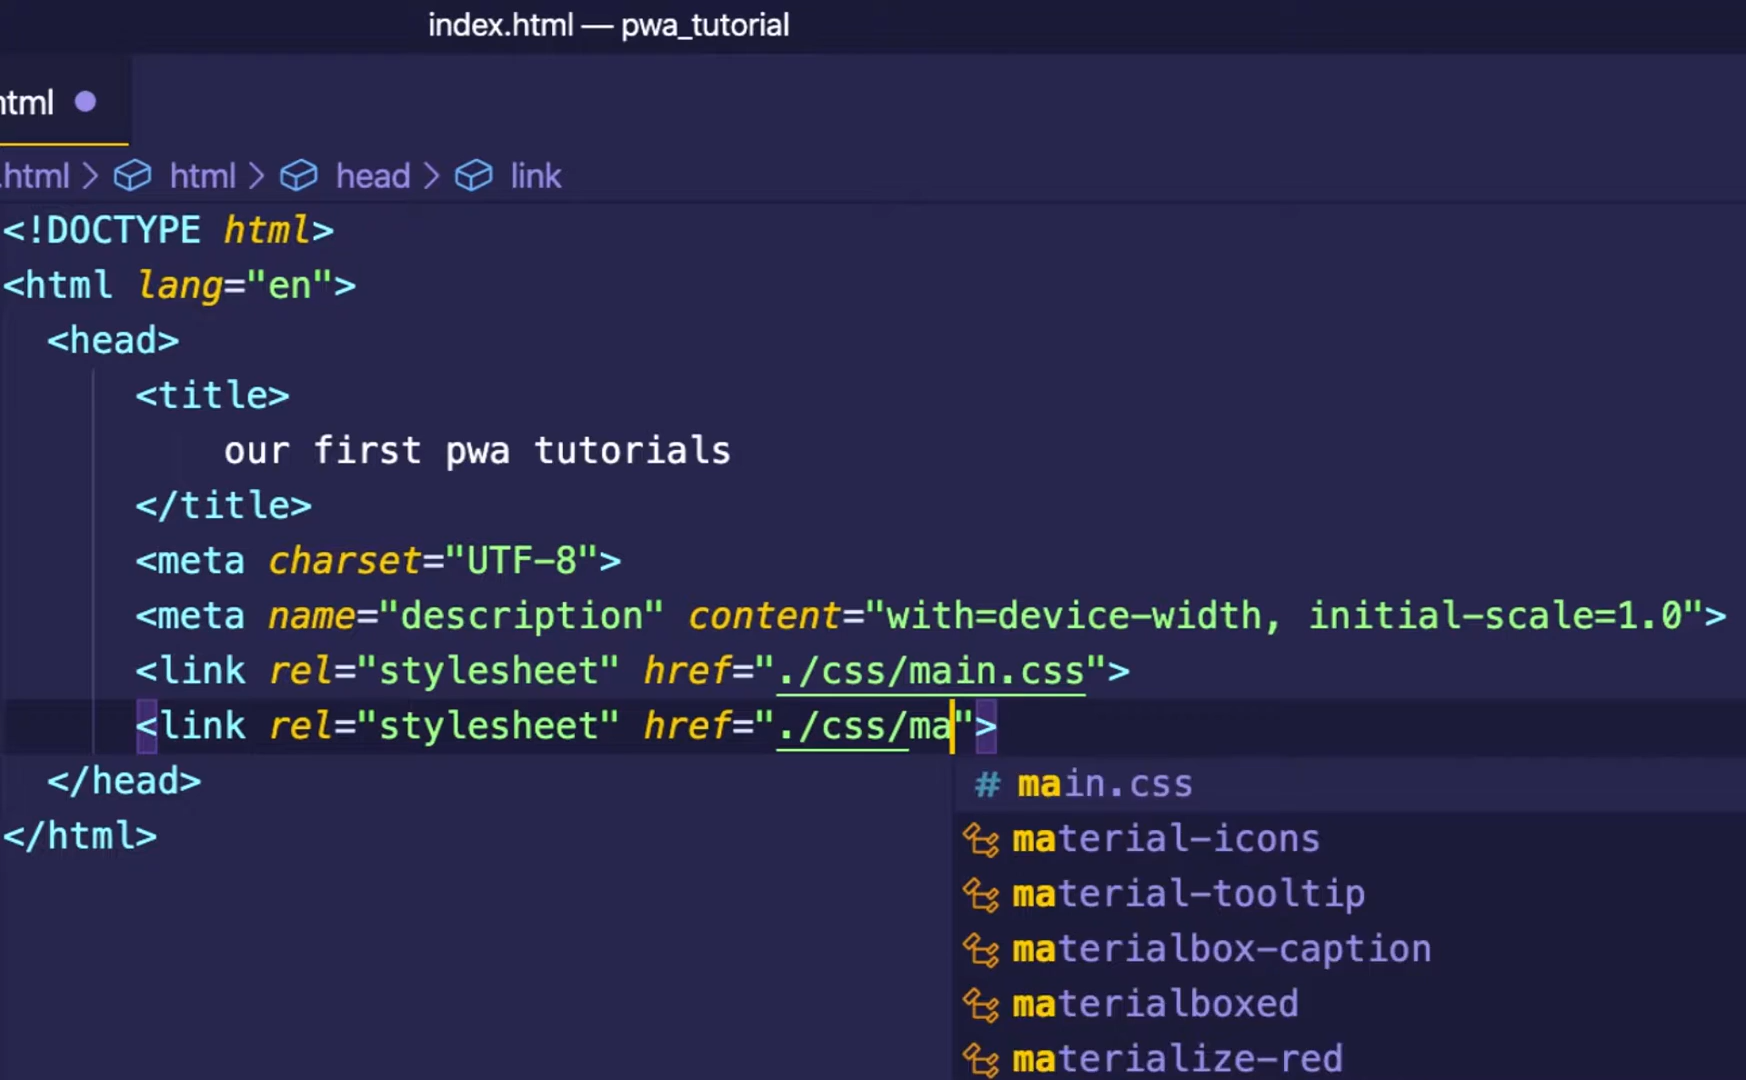 index.html — pwa_tutorial
html
.html > html > head > link
<!DOCTYPE html>
<html lang="en">
<head>
<title>
our first pwa tutorials
</title>
<meta charset="UTF-8">
<meta name="description" content="with=device-width, initial-scale=1.0">
<link rel="stylesheet" href="./css/main.css">
<link rel="stylesheet" href="./css/ma">
</head>
# main.css
</html>
material-icons
material-tooltip
materialbox-caption
materialboxed
materialize-red